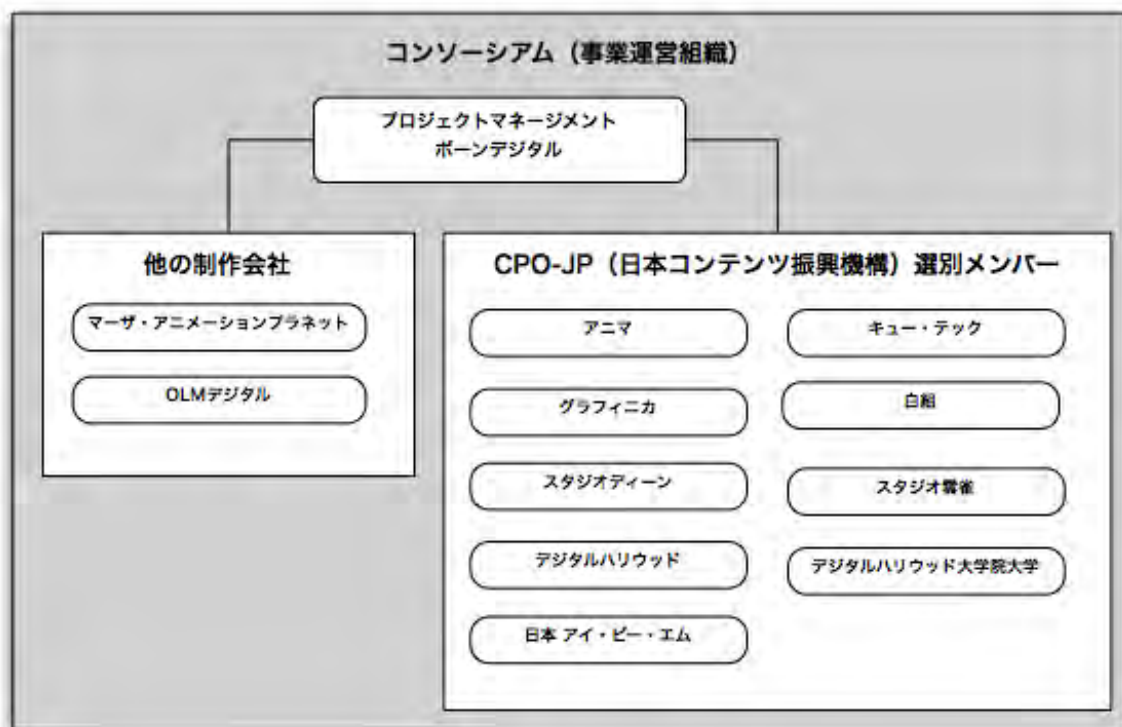 コンソーシアム（事業運営組織）
プロジェクトマネージメント
ボーンデジタル
他の制作会社
マーザ・アニメーションプラネット
OLMデジタル
CPO-JP（日本コンテンツ振興機構）選別メンバー
アニマ
キュー・テック
グラフィニカ
白組
スタジオディーン
スタジオ雲雀
デジタルハリウッド
デジタルハリウッド大学院大学
日本 アイ・ビー・エム